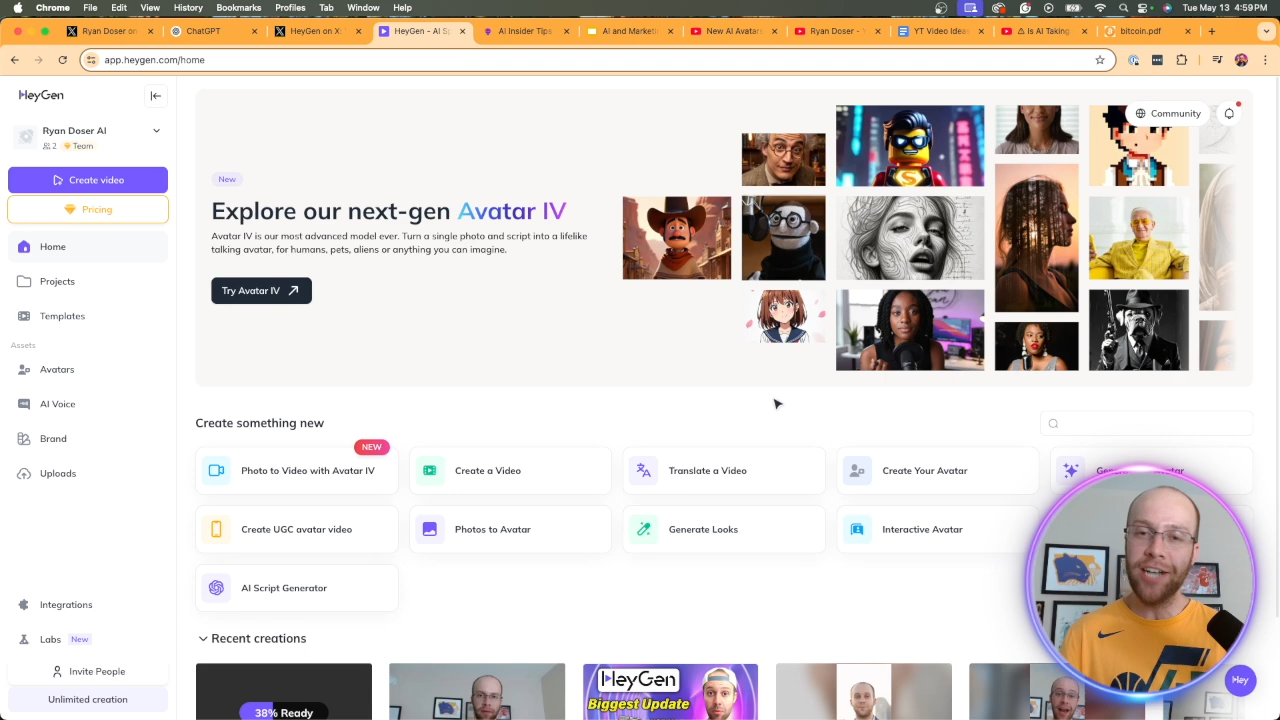 Chrome File Edit View History Bookmarks Profiles Tab Window Help
Tue May 13 4:59:08 PM
Ryan Doser on
ChatGPT
HeyGen on X:
HeyGen - AI Sp
AI Insider Tips
AI and Marketi
New AI Avatars
Ryan Doser - Y
YT Video Ideas
⚠ Is AI Taking
bitcoin.pdf
app.heygen.com/home
HeyGen
Ryan Doser AI
2 Team
Create video
Pricing
Home
Projects
Templates
Assets
Avatars
AI Voice
Brand
Uploads
Integrations
Labs New
Invite People
Unlimited creation
Community
New
Explore our next-gen Avatar IV
Avatar IV is our most advanced model ever. Turn a single photo and script into a lifelike
talking avatar, for humans, pets, aliens or anything you can imagine.
Try Avatar IV
Create something new
NEW
Photo to Video with Avatar IV
Create a Video
Translate a Video
Create Your Avatar
Create UGC avatar video
Photos to Avatar
Generate Looks
Interactive Avatar
AI Script Generator
Recent creations
38% Ready
HeyGen
Biggest Update
Hey